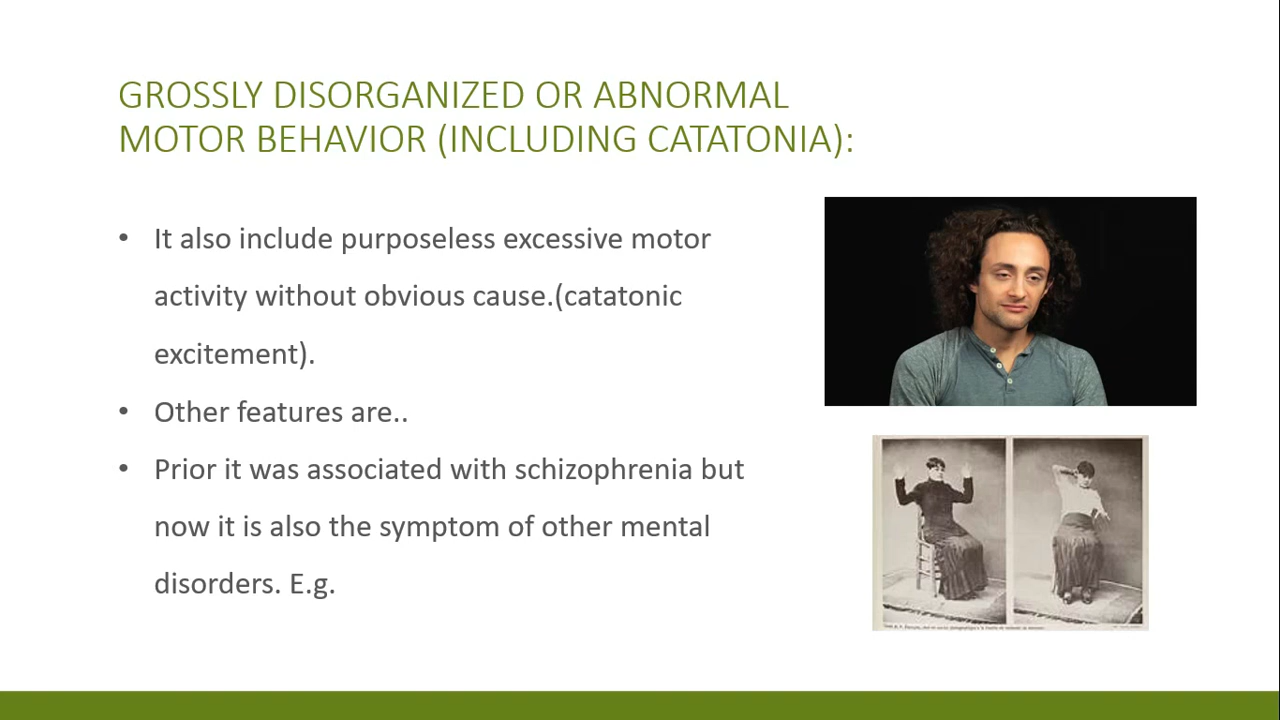 GROSSLY DISORGANIZED OR ABNORMAL
MOTOR BEHAVIOR (INCLUDING CATATONIA):
• It also include purposeless excessive motor
activity without obvious cause.(catatonic
excitement).
• Other features are..
• Prior it was associated with schizophrenia but
now it is also the symptom of other mental
disorders. E.g.